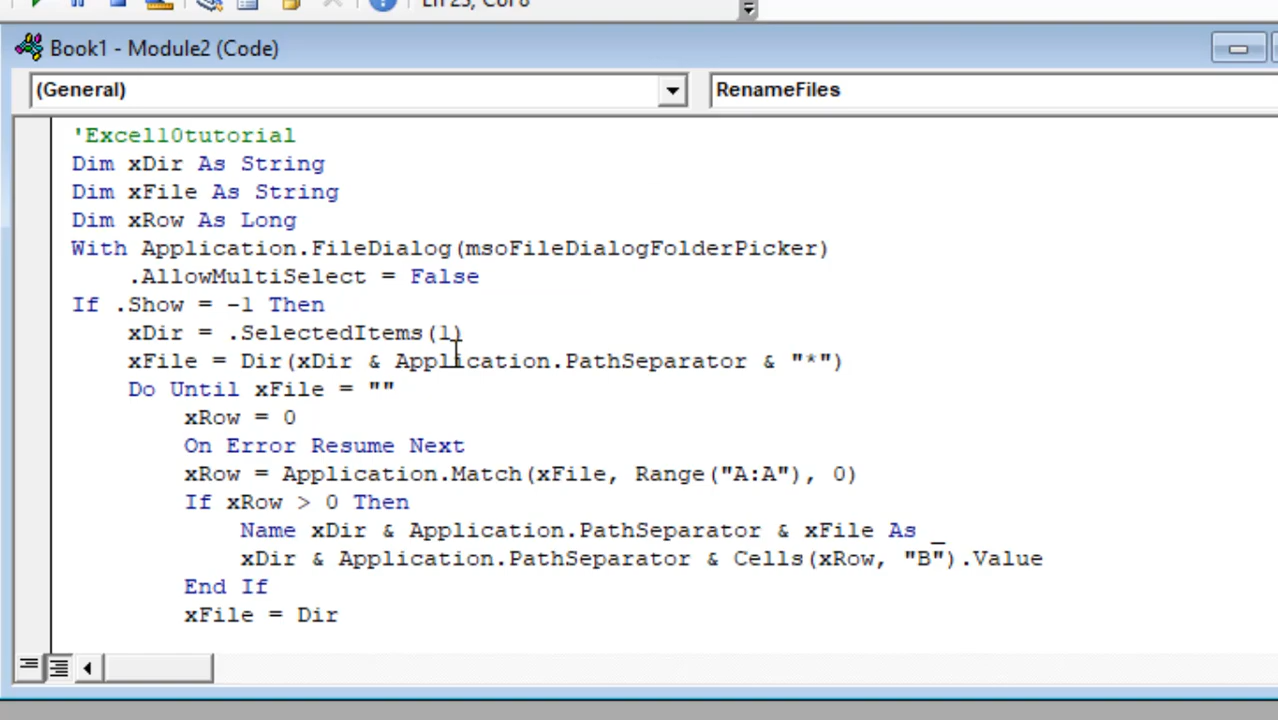 Book1 - Module2 (Code)
(General)
RenameFiles
'Excel10tutorial
Dim xDir As String
Dim xFile As String
Dim xRow As Long
With Application.FileDialog(msoFileDialogFolderPicker)
.AllowMultiSelect = False
If .Show = -1 Then
xDir = .SelectedItems(1)
xFile = Dir(xDir & Application.PathSeparator & "*")
Do Until xFile = ""
xRow = 0
On Error Resume Next
xRow = Application.Match(xFile, Range("A:A"), 0)
If xRow > 0 Then
Name xDir & Application.PathSeparator & xFile As _
xDir & Application.PathSeparator & Cells(xRow, "B").Value
End If
xFile = Dir